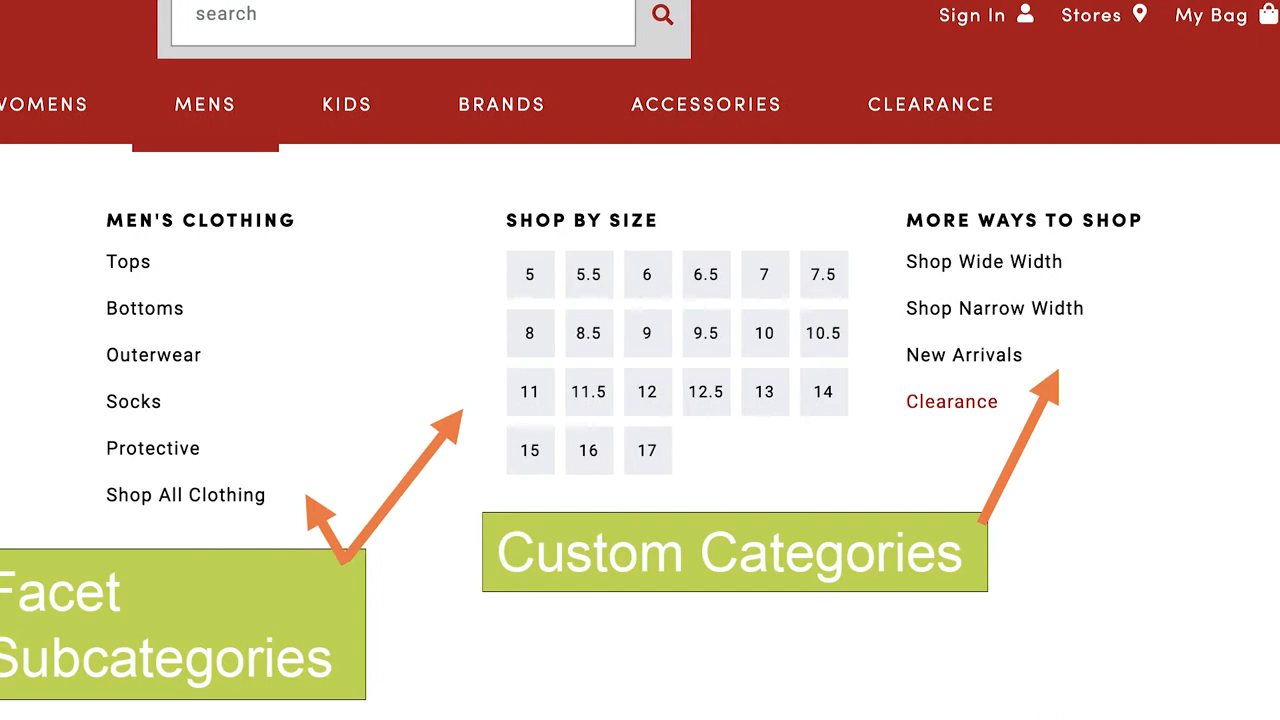 search
Sign In
Stores
My Bag
WOMENS
MENS
KIDS
BRANDS
ACCESSORIES
CLEARANCE
MEN'S CLOTHING
Tops
Bottoms
Outerwear
Socks
Protective
Shop All Clothing
SHOP BY SIZE
5 5.5 6 6.5 7 7.5
8 8.5 9 9.5 10 10.5
11 11.5 12 12.5 13 14
15 16 17
MORE WAYS TO SHOP
Shop Wide Width
Shop Narrow Width
New Arrivals
Clearance
Facet
Subcategories
Custom Categories